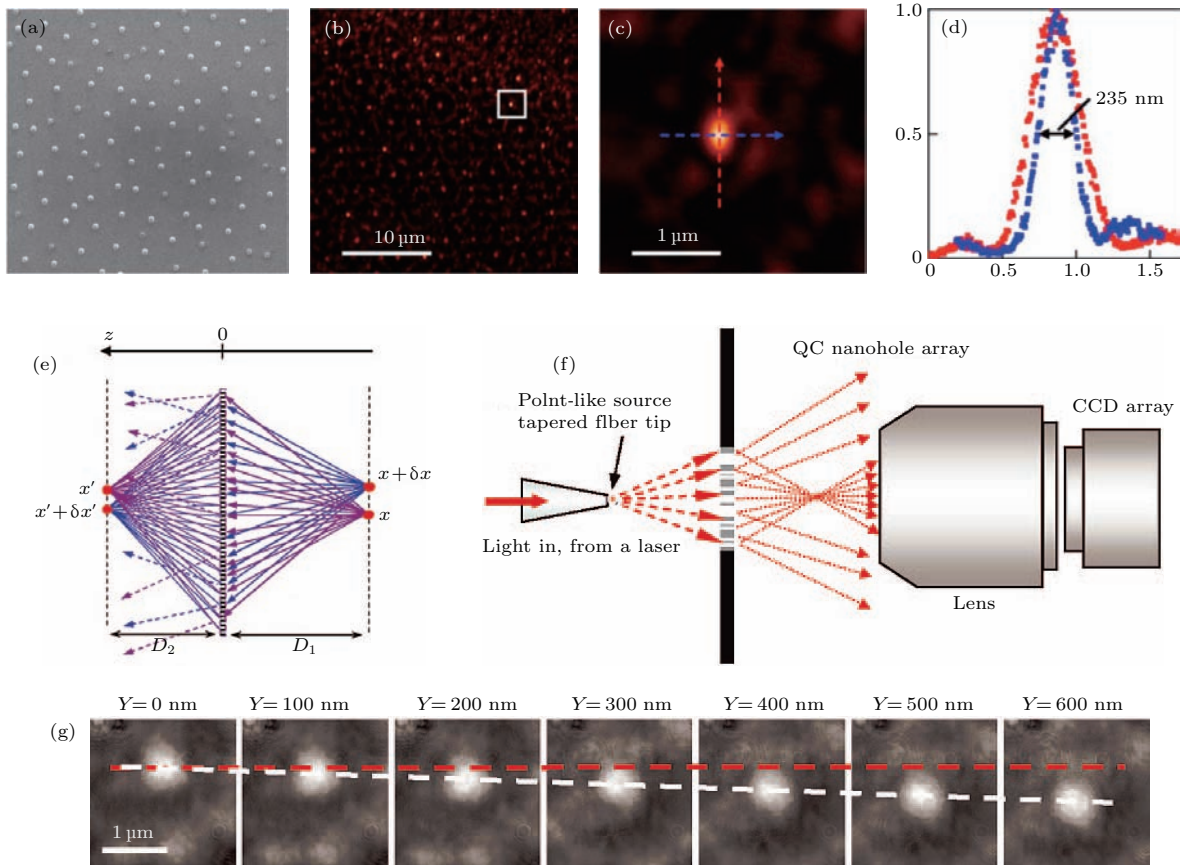 (a)
(b)
10 µm
(c)
1 µm
(d)
1.0
0.5
0
235 nm
0 0.5 1.0 1.5
(e)
z 0
x′
x′+δx′
x+δx
x
D₂ D₁
(f)
QC nanohole array
Polnt-like source
tapered flber tip
CCD array
Light in, from a laser
Lens
(g)
Y=0 nm Y=100 nm Y=200 nm Y=300 nm Y=400 nm Y=500 nm Y=600 nm
1 µm